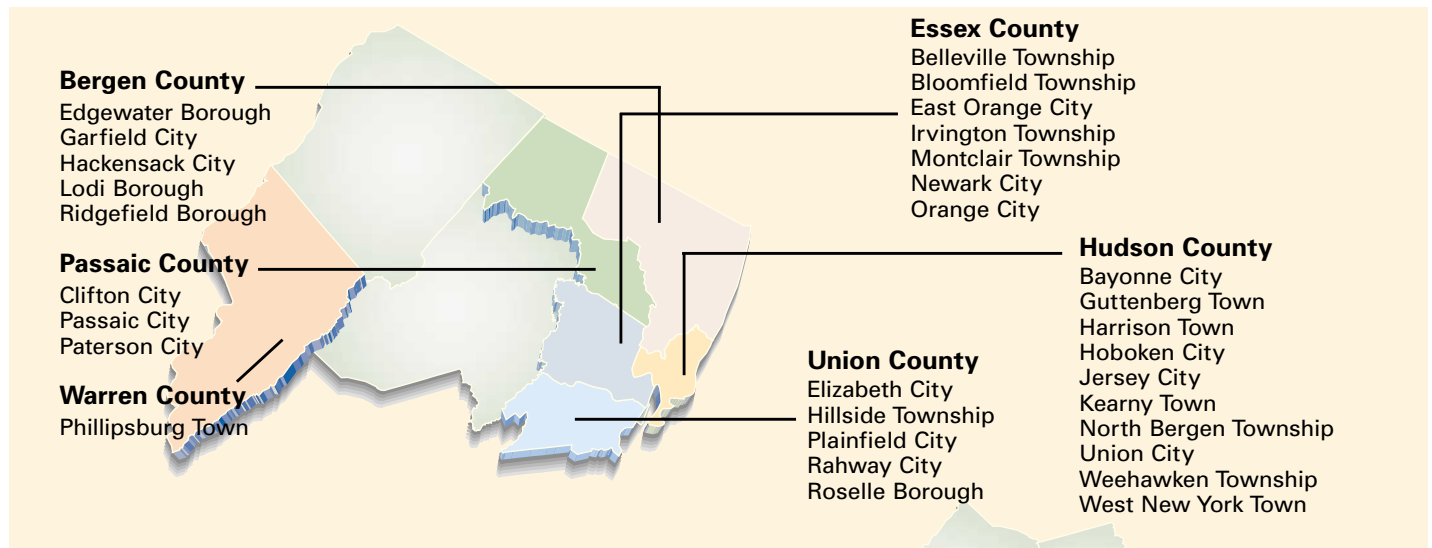 Bergen County
Edgewater Borough
Garfield City
Hackensack City
Lodi Borough
Ridgefield Borough
Passaic County
Clifton City
Passaic City
Paterson City
Warren County
Phillipsburg Town
Essex County
Belleville Township
Bloomfield Township
East Orange City
Irvington Township
Montclair Township
Newark City
Orange City
Union County
Elizabeth City
Hillside Township
Plainfield City
Rahway City
Roselle Borough
Hudson County
Bayonne City
Guttenberg Town
Harrison Town
Hoboken City
Jersey City
Kearny Town
North Bergen Township
Union City
Weehawken Township
West New York Town